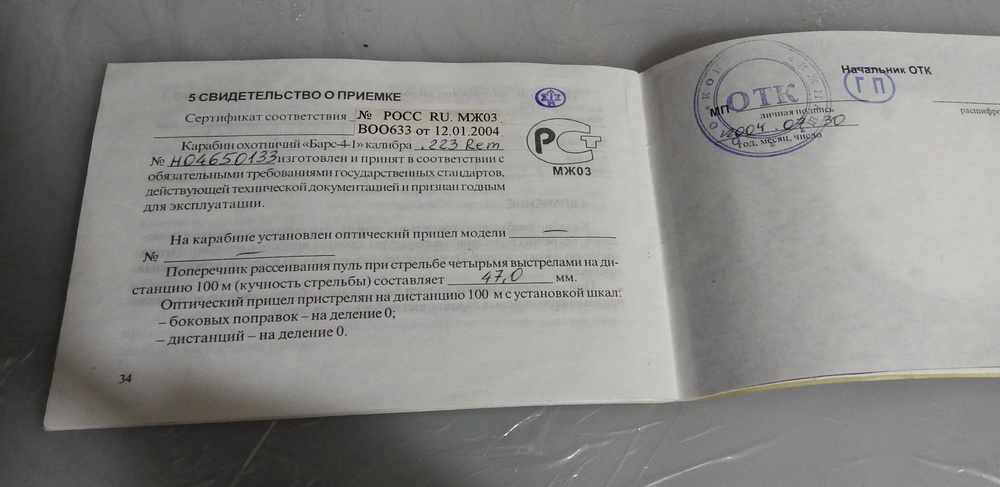 5 СВИДЕТЕЛЬСТВО О ПРИЕМКЕ
Сертификат соответствия № РОСС RU. МЖ03.
ВОО633 от 12.01.2004
РСТ
МЖ03
Карабин охотничий «Барс-4-1» калибра .223 Rem
№ Н04650133 изготовлен и принят в соответствии с
обязательными требованиями государственных стандартов,
действующей технической документацией и признан годным
для эксплуатации.
На карабине установлен оптический прицел модели —
№ —
Поперечник рассеивания пуль при стрельбе четырьмя выстрелами на ди-
станцию 100 м (кучность стрельбы) составляет 47,0 мм.
Оптический прицел пристрелян на дистанцию 100 м с установкой шкал:
– боковых поправок – на деление 0;
– дистанций – на деление 0.
34
Начальник ОТК
ГП
МП
ОТК
личная подпись
2004
30
год, месяц, число